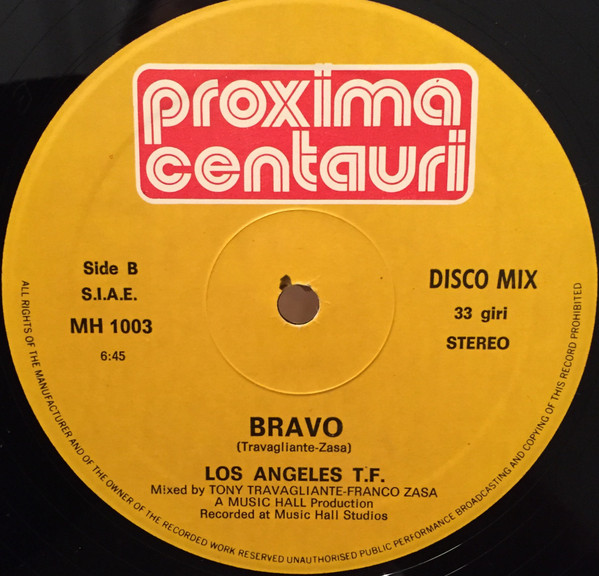 proxima
centauri
Side B
S.I.A.E.
MH 1003
6:45
DISCO MIX
33 giri
STEREO
BRAVO
(Travagliante-Zasa)
LOS ANGELES T.F.
Mixed by TONY TRAVAGLIANTE-FRANCO ZASA
A MUSIC HALL Production
Recorded at Music Hall Studios
ALL RIGHTS OF THE MANUFACTURER AND OF THE OWNER OF THE RECORDED WORK RESERVED UNAUTHORISED PUBLIC PERFORMANCE BROADCASTING AND COPYING OF THIS RECORD PROHIBITED